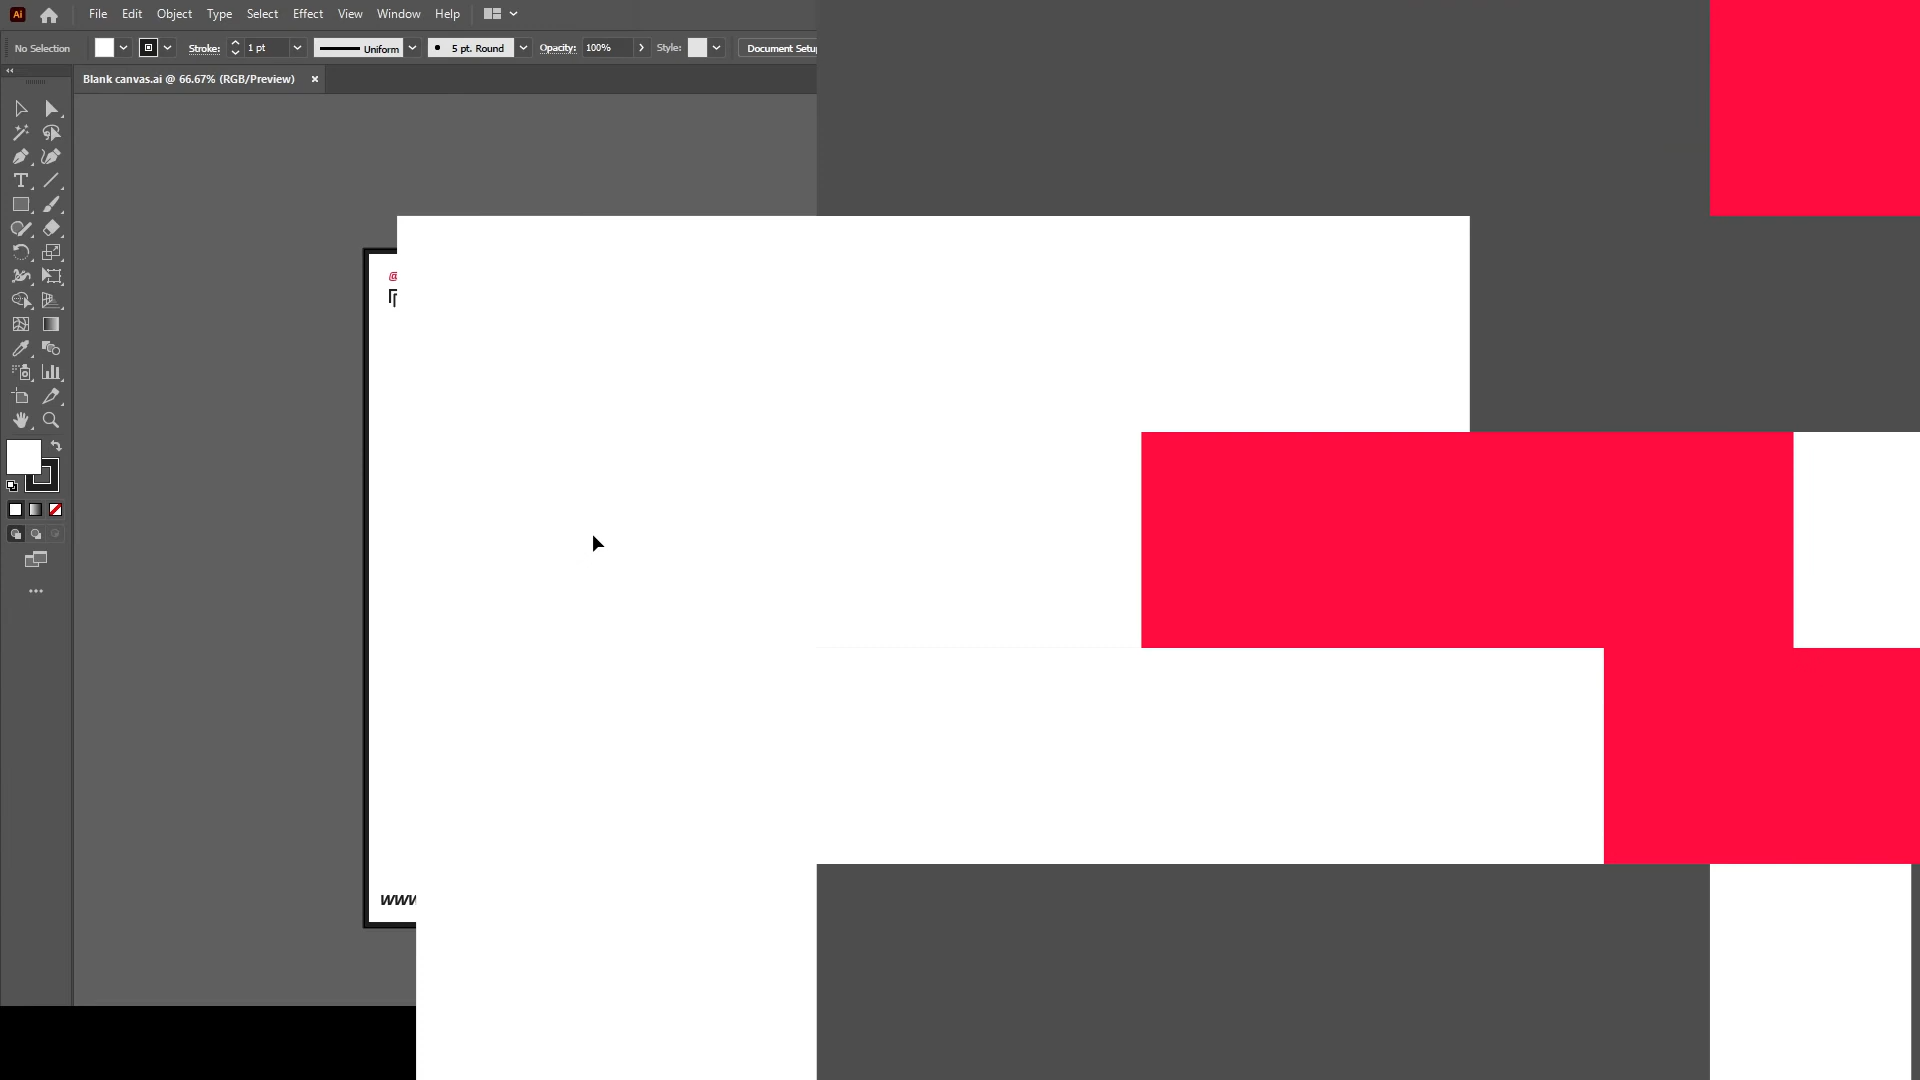 Ai File Edit Object Type Select Effect View Window Help
No Selection Stroke: 1 pt Uniform 5 pt. Round Opacity: 100% Style: Document Setup
Blank canvas.ai @ 66.67% (RGB/Preview) ×
@
www